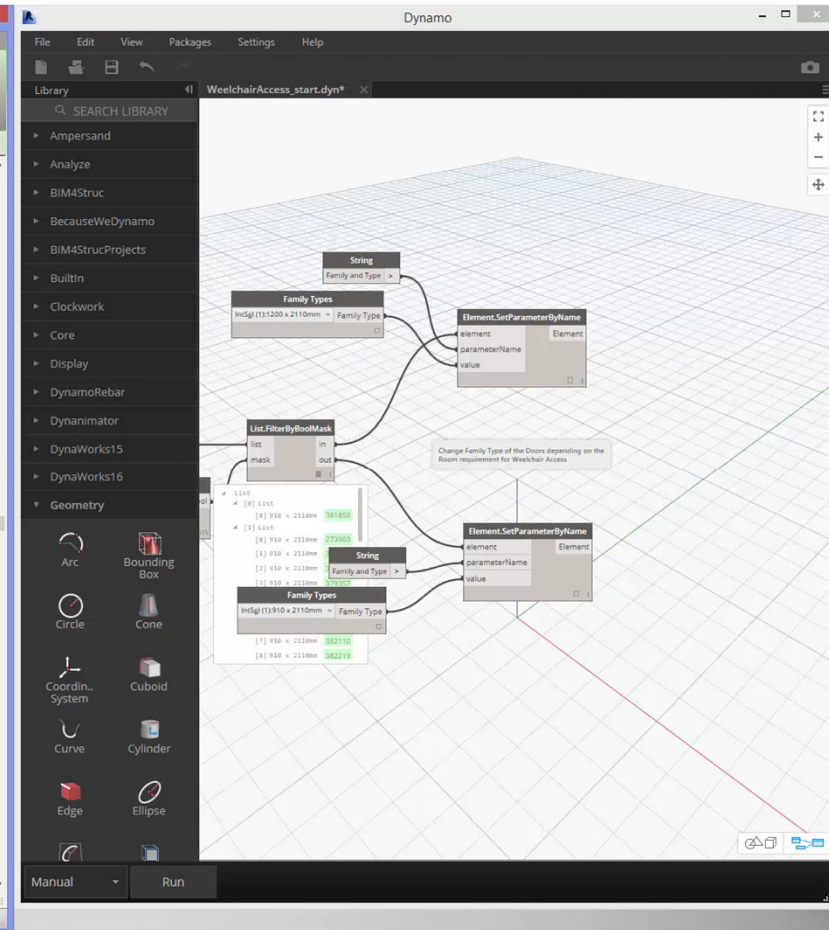 Dynamo
File Edit View Packages Settings Help
Library
WeelchairAccess_start.dyn*
SEARCH LIBRARY
Ampersand
Analyze
BIM4Struc
BecauseWeDynamo
BIM4StrucProjects
BuiltIn
Clockwork
Core
Display
DynamoRebar
Dynanimator
DynaWorks15
DynaWorks16
Geometry
Arc
Bounding
Box
Circle
Cone
Coordin..
System
Cuboid
Curve
Cylinder
Edge
Ellipse
String
Family and Type >
Family Types
IntSgl (1):1200 x 2110mm Family Type
Element.SetParameterByName
element Element
parameterName
value
List.FilterByBoolMask
list in
mask out
Change Family Type of the Doors depending on the
Room requirement for Weelchair Access
List
[0] List
[0] 910 x 2110mm 381850
[1] List
[0] 910 x 2110mm 273903
[1] 910 x 2110mm
[2] 910 x 2110mm
[3] 910 x 2110mm 379357
String
Family and Type >
Family Types
IntSgl (1):910 x 2110mm Family Type
[7] 910 x 2110mm 382110
[8] 910 x 2110mm 382219
Element.SetParameterByName
element Element
parameterName
value
Manual Run